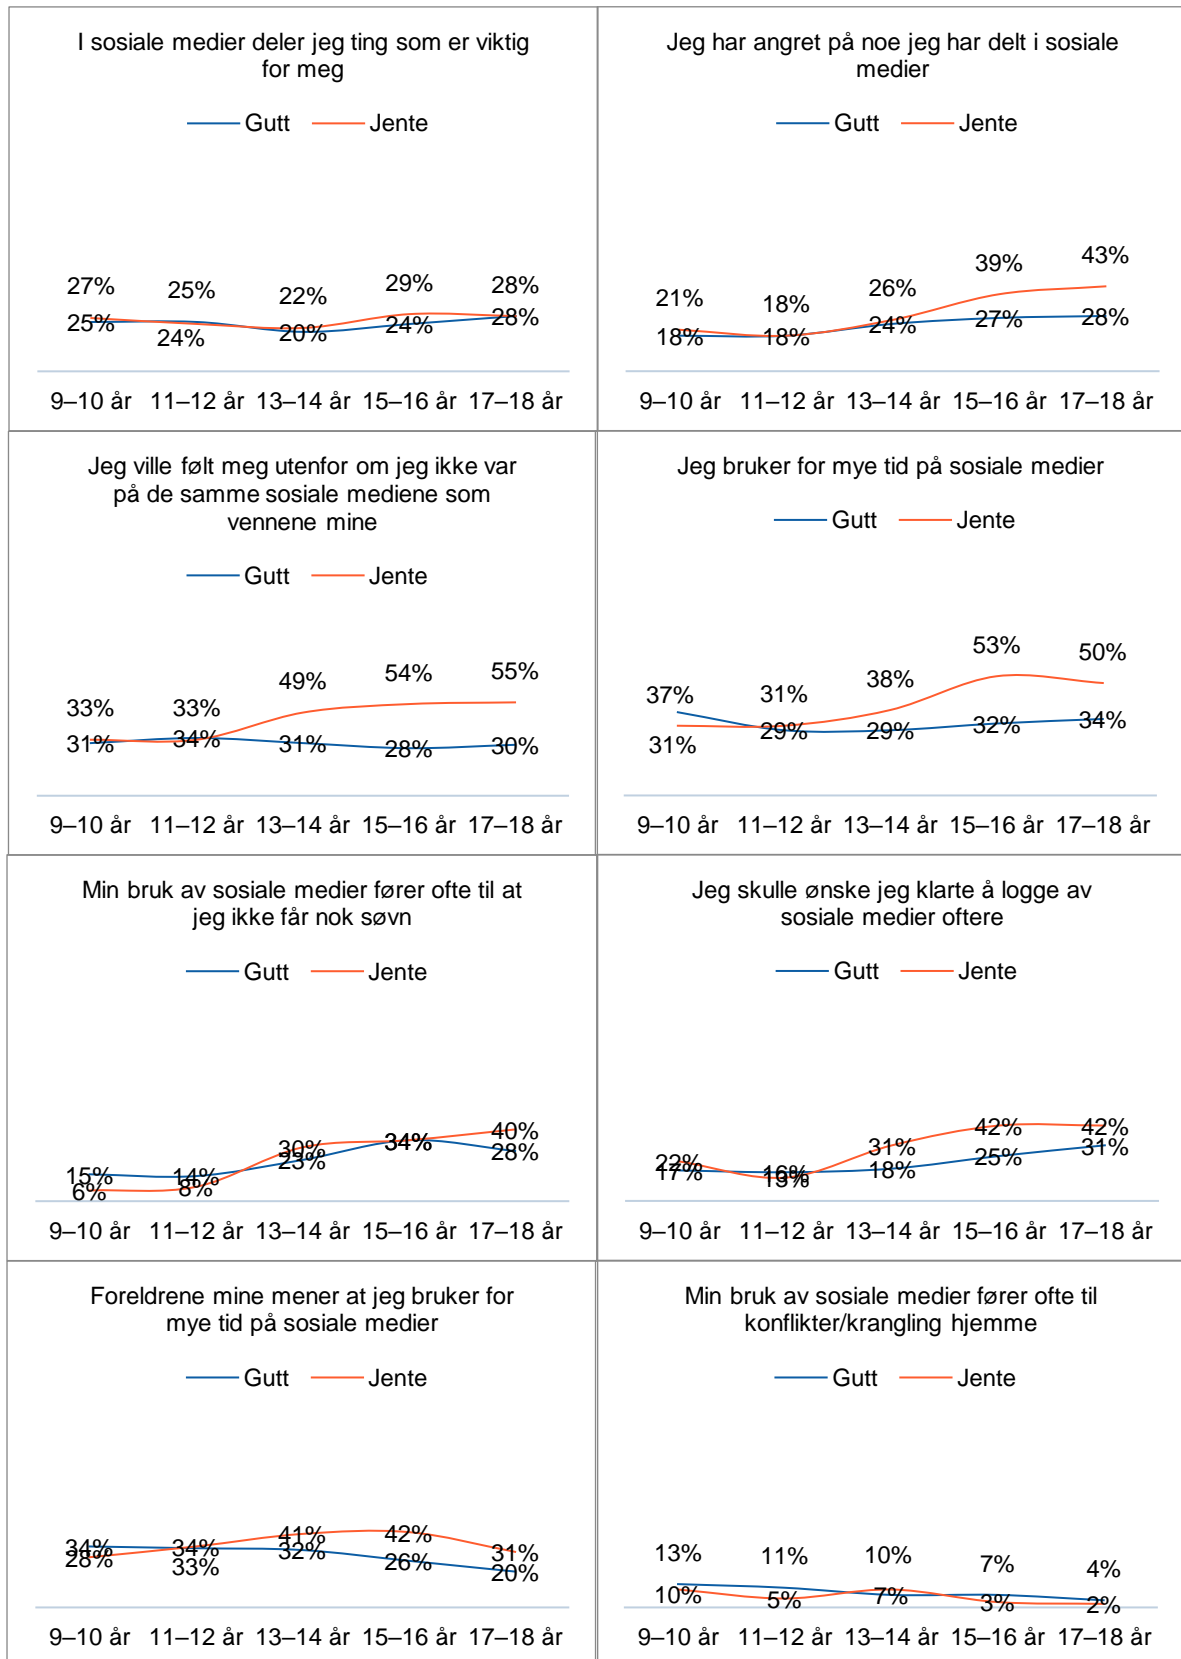 I sosiale medier deler jeg ting som er viktig
for meg
Gutt Jente
27% 25% 22% 29% 28%
25% 24% 20% 24% 28%
9–10 år 11–12 år 13–14 år 15–16 år 17–18 år
Jeg har angret på noe jeg har delt i sosiale
medier
Gutt Jente
21% 18% 26% 39% 43%
18% 18% 24% 27% 28%
9–10 år 11–12 år 13–14 år 15–16 år 17–18 år
Jeg ville følt meg utenfor om jeg ikke var
på de samme sosiale mediene som
vennene mine
Gutt Jente
33% 33% 49% 54% 55%
31% 34% 31% 28% 30%
9–10 år 11–12 år 13–14 år 15–16 år 17–18 år
Jeg bruker for mye tid på sosiale medier
Gutt Jente
37% 31% 38% 53% 50%
31% 29% 29% 32% 34%
9–10 år 11–12 år 13–14 år 15–16 år 17–18 år
Min bruk av sosiale medier fører ofte til at
jeg ikke får nok søvn
Gutt Jente
15% 14% 30% 34% 40%
6% 8% 23% 34% 28%
9–10 år 11–12 år 13–14 år 15–16 år 17–18 år
Jeg skulle ønske jeg klarte å logge av
sosiale medier oftere
Gutt Jente
22% 16% 31% 42% 42%
17% 13% 18% 25% 31%
9–10 år 11–12 år 13–14 år 15–16 år 17–18 år
Foreldrene mine mener at jeg bruker for
mye tid på sosiale medier
Gutt Jente
34% 34% 41% 42% 31%
28% 33% 32% 26% 20%
9–10 år 11–12 år 13–14 år 15–16 år 17–18 år
Min bruk av sosiale medier fører ofte til
konflikter/krangling hjemme
Gutt Jente
13% 11% 10% 7% 4%
10% 5% 7% 3% 2%
9–10 år 11–12 år 13–14 år 15–16 år 17–18 år